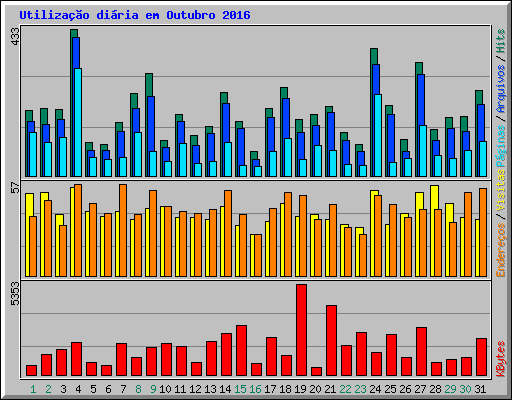 Utilização diária em Outubro 2016
433
57
5353
Endereços / Visitas Páginas / Arquivos / Hits
KBytes
1 2 3 4 5 6 7 8 9 10 11 12 13 14 15 16 17 18 19 20 21 22 23 24 25 26 27 28 29 30 31